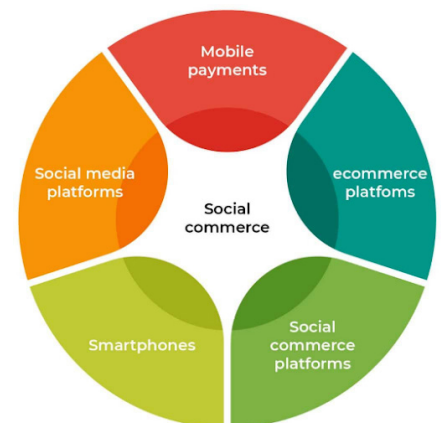 Mobile
payments
Social media
platforms
ecommerce
platfoms
Social
commerce
Smartphones
Social
commerce
platforms